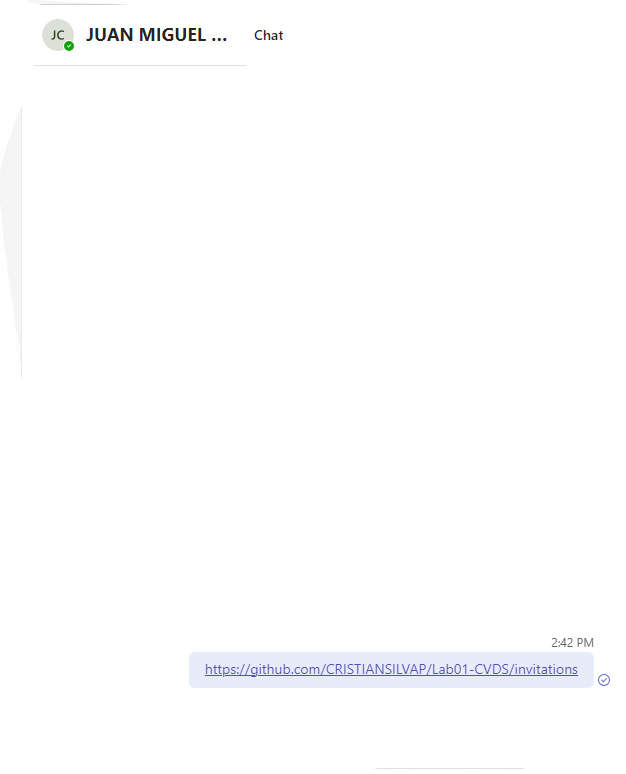 JC
JUAN MIGUEL ...
Chat
2:42 PM
https://github.com/CRISTIANSILVAP/Lab01-CVDS/invitations